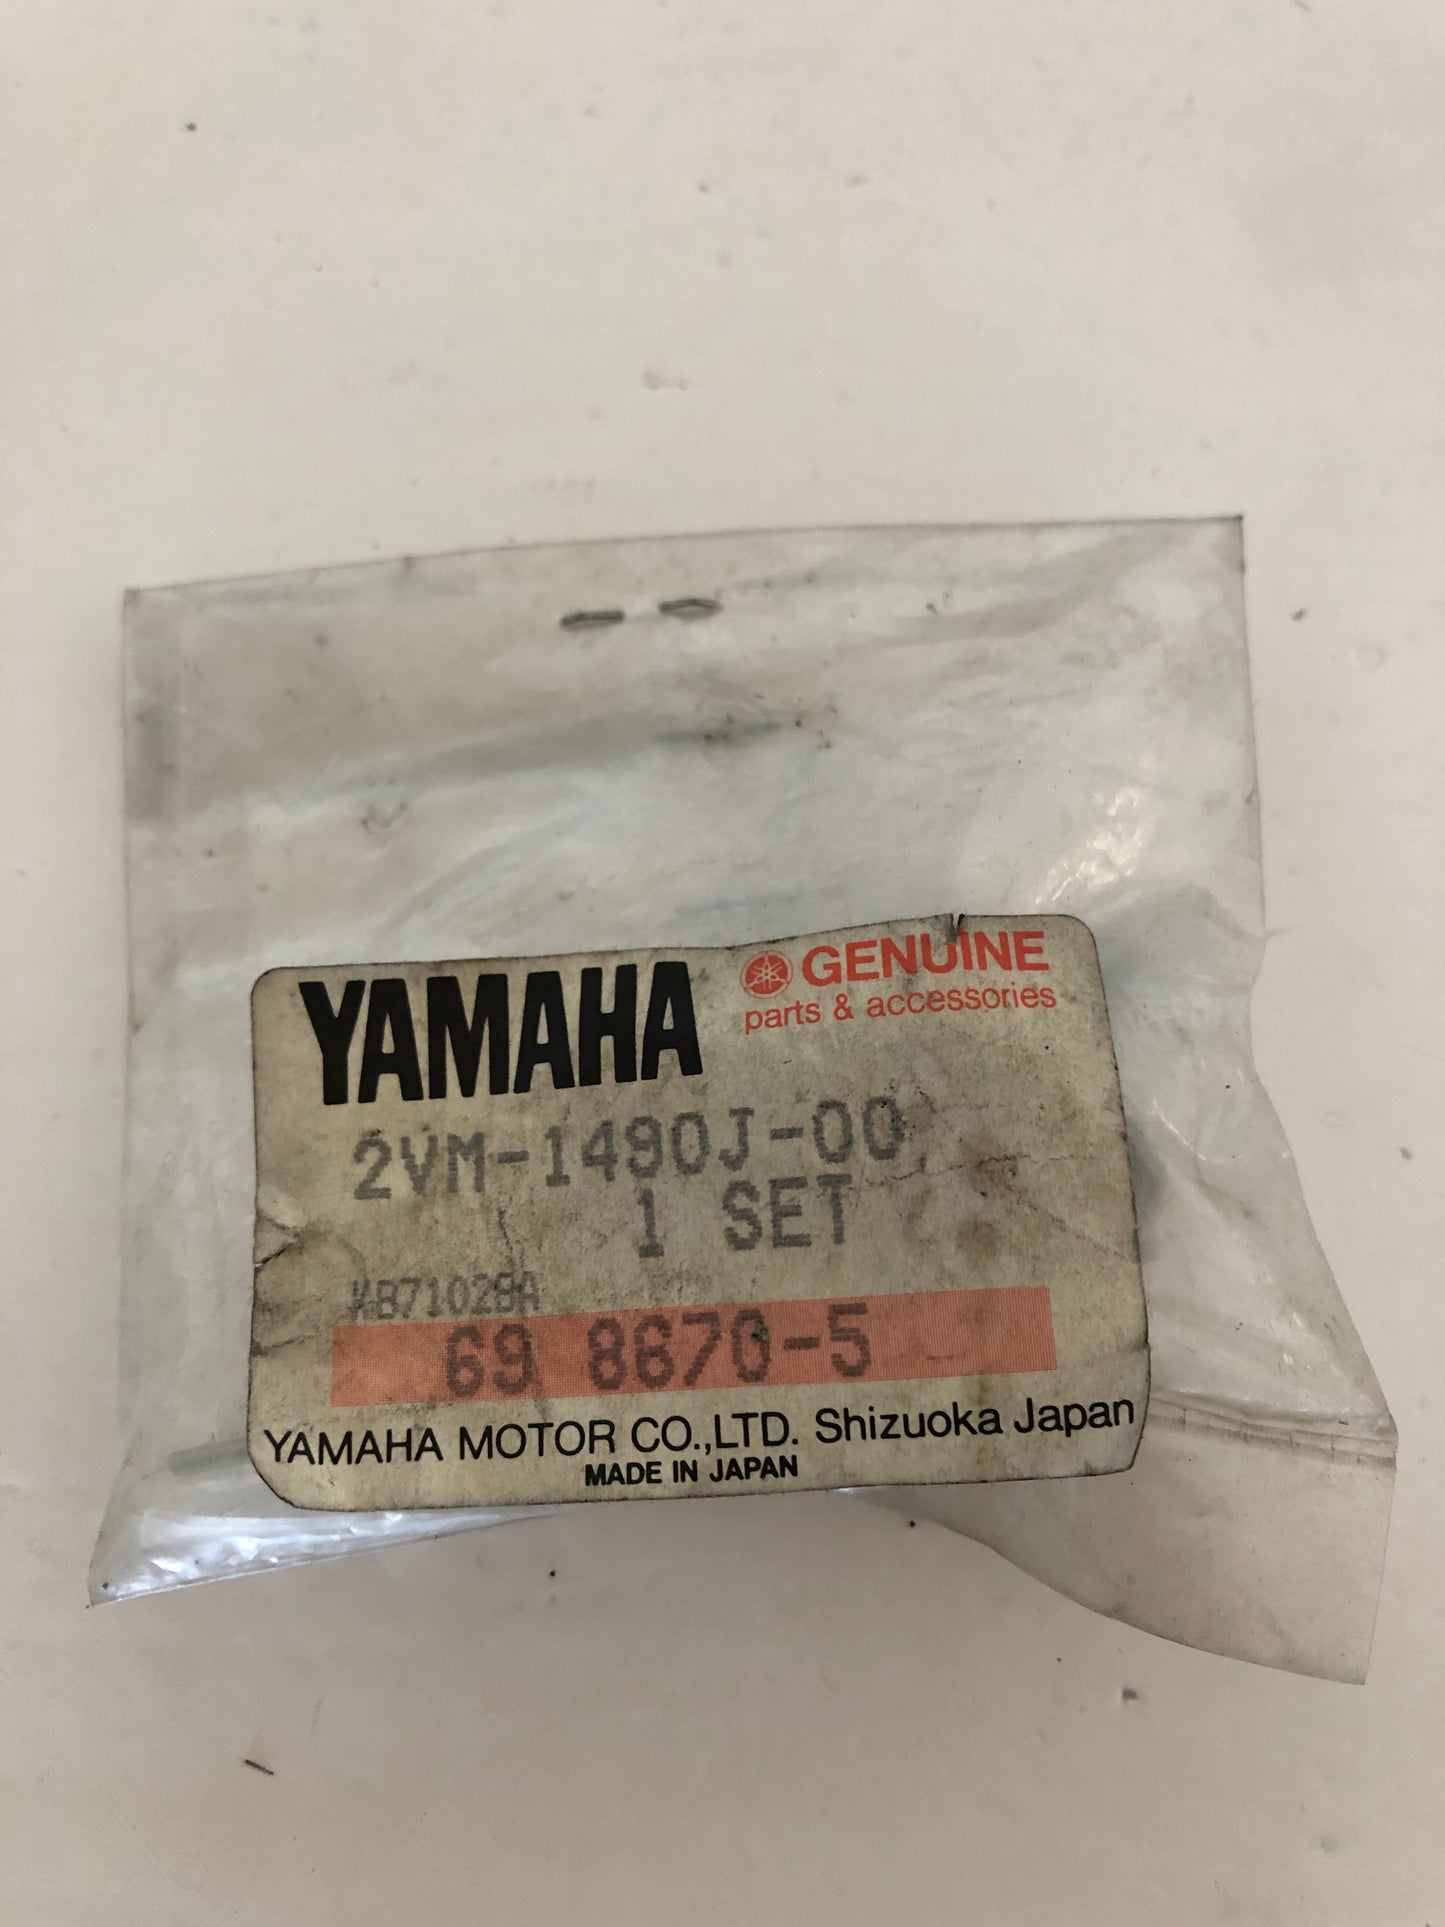 YAMAHA
GENUINE
parts & accessories
2VM-1490J-00
1 SET
K871028A
69 8670-5
YAMAHA MOTOR CO.,LTD. Shizuoka Japan
MADE IN JAPAN